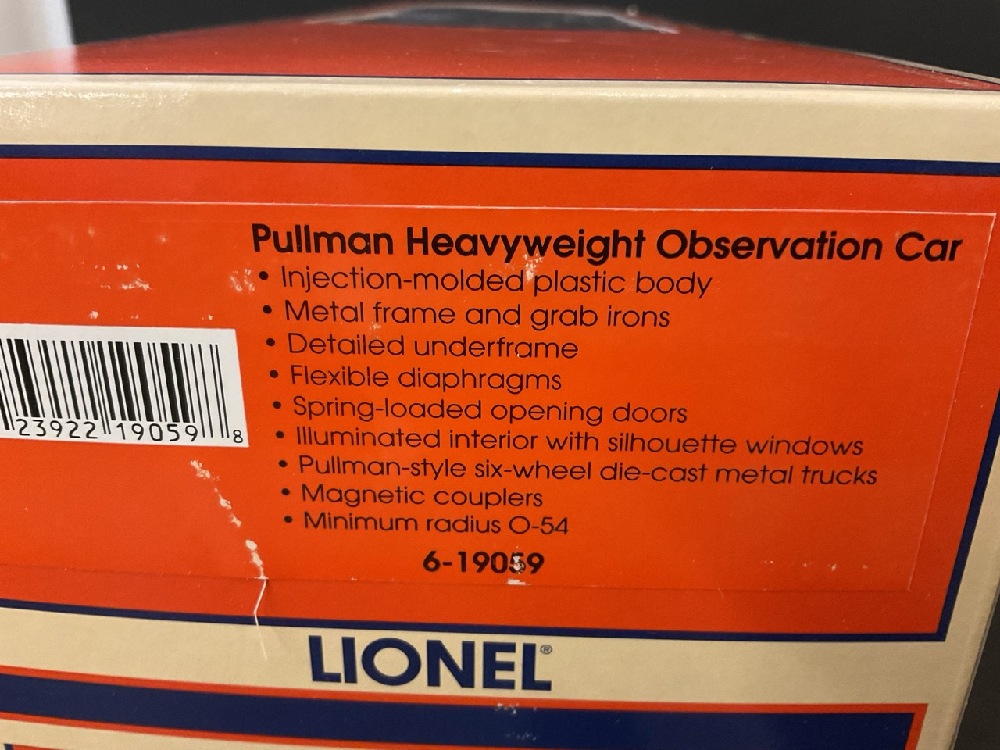 Pullman Heavyweight Observation Car
• Injection-molded plastic body
• Metal frame and grab irons
• Detailed underframe
• Flexible diaphragms
• Spring-loaded opening doors
• Illuminated interior with silhouette windows
• Pullman-style six-wheel die-cast metal trucks
• Magnetic couplers
• Minimum radius O-54
6-19059
23922 19059 8
LIONEL®